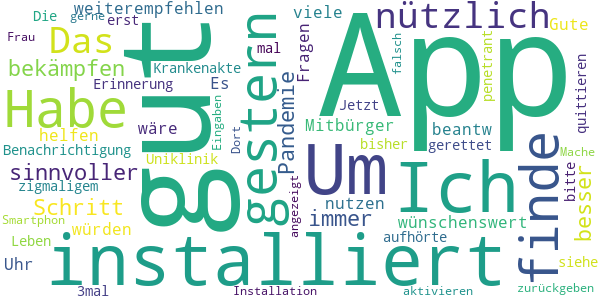 Die gerne erst weiterempfehlen viele nützlich
Frau Das gut mal Fragen App Gute
bekämpfen Krankenakte gestern falsch penetrant quittieren
Habe Erinnerung Es Pandemie Jetzt
helfen wäre Eingaben Dort Mitbürger beantw
Benachrichtigung Uniklinik Um bisher gerettet finde Mache
sinnvoller angezeigt Ich bitte besser
zigmaligem nutzen
Schritt immer wünschenswert
Smartphon würden
Leben installiert aufhörte
Uhr siehe
3mal Installation aktivieren zurückgeben